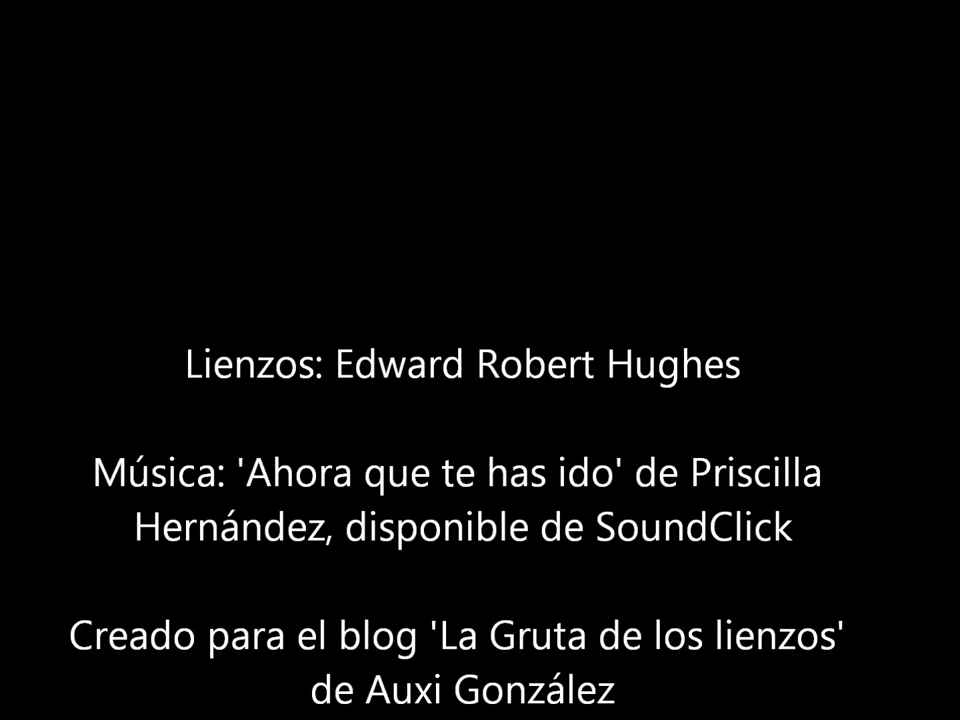 Lienzos: Edward Robert Hughes
Música: 'Ahora que te has ido' de Priscilla
Hernández, disponible de SoundClick
Creado para el blog 'La Gruta de los lienzos'
de Auxi González